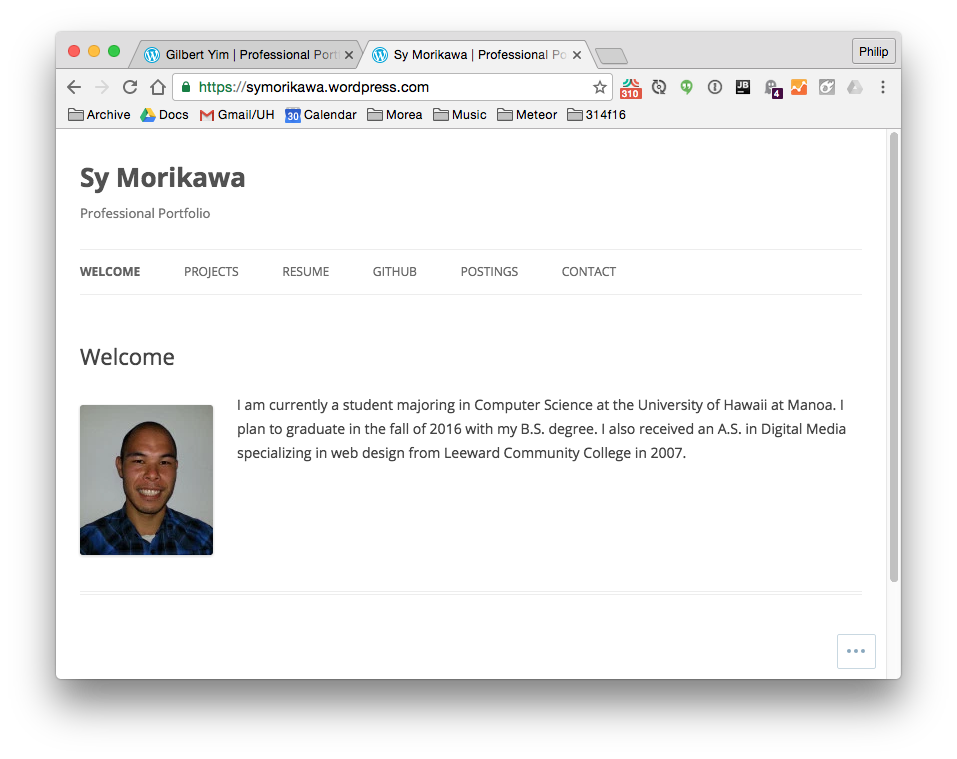 Gilbert Yim | Professional Port
Sy Morikawa | Professional Po
Philip
https://symorikawa.wordpress.com
310
JB
4
Archive Docs Gmail/UH 30 Calendar Morea Music Meteor 314f16
Sy Morikawa
Professional Portfolio
WELCOME PROJECTS RESUME GITHUB POSTINGS CONTACT
Welcome
I am currently a student majoring in Computer Science at the University of Hawaii at Manoa. I
plan to graduate in the fall of 2016 with my B.S. degree. I also received an A.S. in Digital Media
specializing in web design from Leeward Community College in 2007.